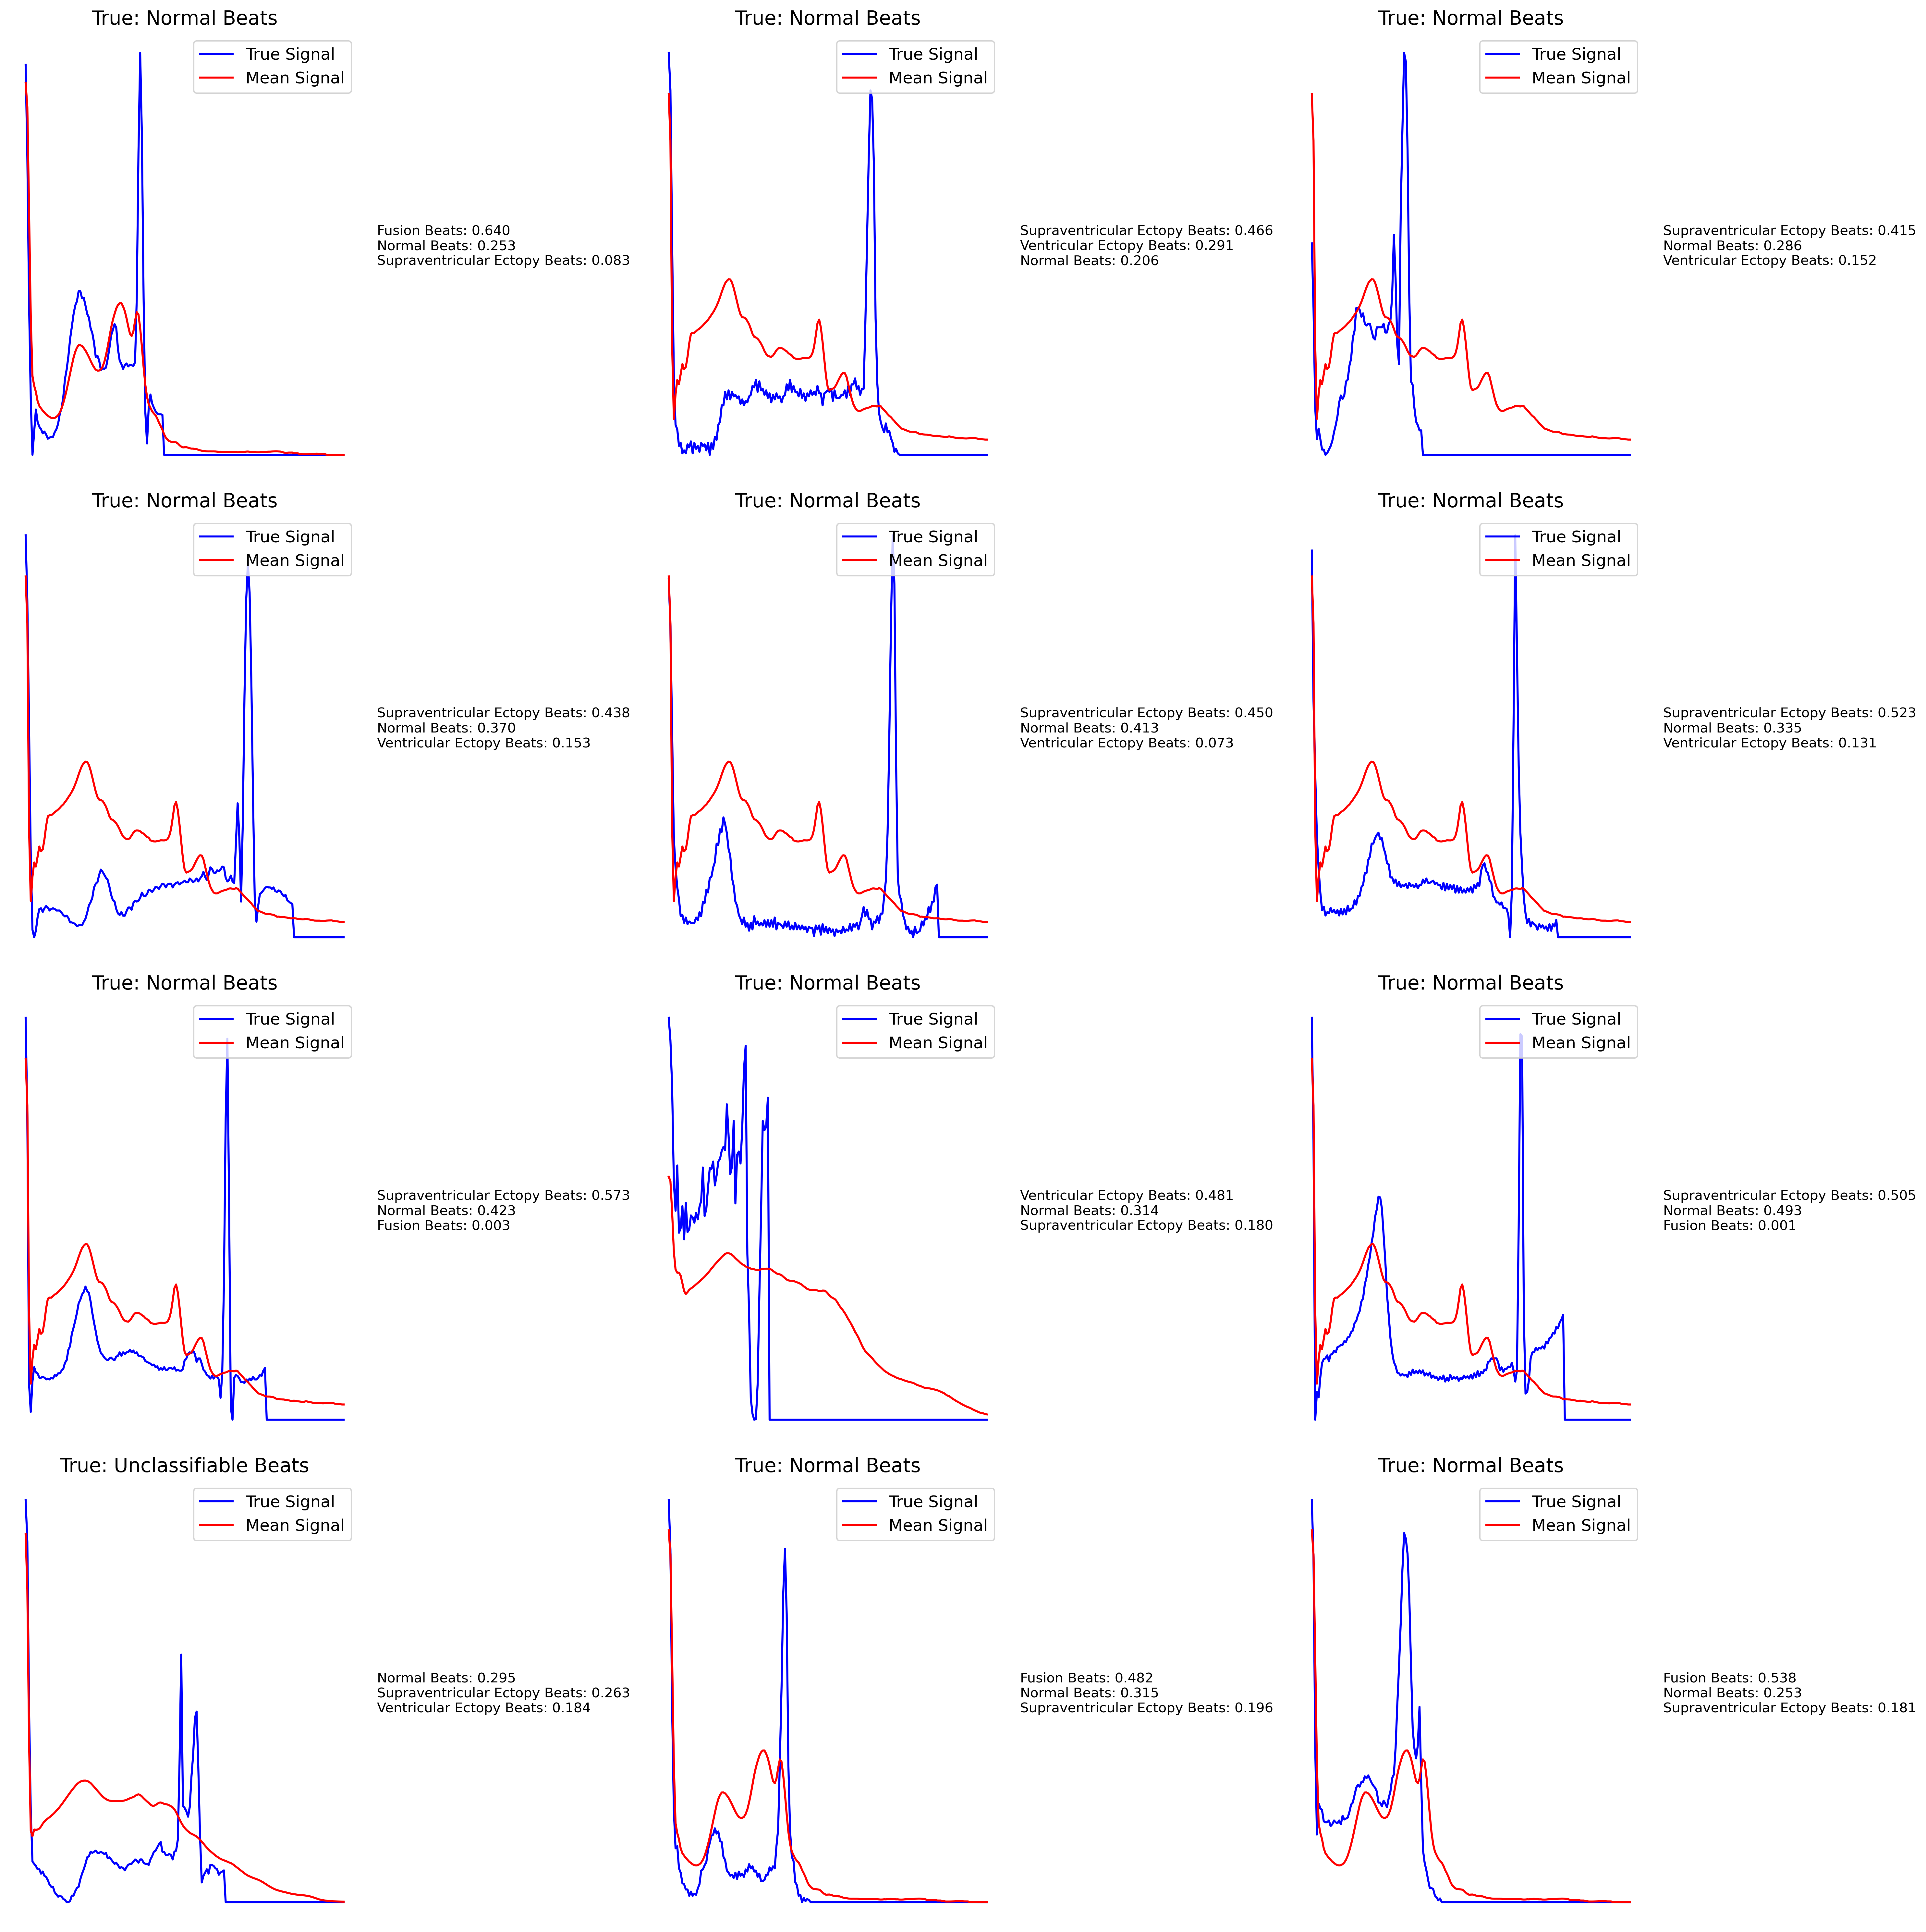 True: Normal Beats
True Signal
Mean Signal
Fusion Beats: 0.640
Normal Beats: 0.253
Supraventricular Ectopy Beats: 0.083
True: Normal Beats
True Signal
Mean Signal
Supraventricular Ectopy Beats: 0.466
Ventricular Ectopy Beats: 0.291
Normal Beats: 0.206
True: Normal Beats
True Signal
Mean Signal
Supraventricular Ectopy Beats: 0.415
Normal Beats: 0.286
Ventricular Ectopy Beats: 0.152
True: Normal Beats
True Signal
Mean Signal
Supraventricular Ectopy Beats: 0.438
Normal Beats: 0.370
Ventricular Ectopy Beats: 0.153
True: Normal Beats
True Signal
Mean Signal
Supraventricular Ectopy Beats: 0.450
Normal Beats: 0.413
Ventricular Ectopy Beats: 0.073
True: Normal Beats
True Signal
Mean Signal
Supraventricular Ectopy Beats: 0.523
Normal Beats: 0.335
Ventricular Ectopy Beats: 0.131
True: Normal Beats
True Signal
Mean Signal
Supraventricular Ectopy Beats: 0.573
Normal Beats: 0.423
Fusion Beats: 0.003
True: Normal Beats
True Signal
Mean Signal
Ventricular Ectopy Beats: 0.481
Normal Beats: 0.314
Supraventricular Ectopy Beats: 0.180
True: Normal Beats
True Signal
Mean Signal
Supraventricular Ectopy Beats: 0.505
Normal Beats: 0.493
Fusion Beats: 0.001
True: Unclassifiable Beats
True Signal
Mean Signal
Normal Beats: 0.295
Supraventricular Ectopy Beats: 0.263
Ventricular Ectopy Beats: 0.184
True: Normal Beats
True Signal
Mean Signal
Fusion Beats: 0.482
Normal Beats: 0.315
Supraventricular Ectopy Beats: 0.196
True: Normal Beats
True Signal
Mean Signal
Fusion Beats: 0.538
Normal Beats: 0.253
Supraventricular Ectopy Beats: 0.181